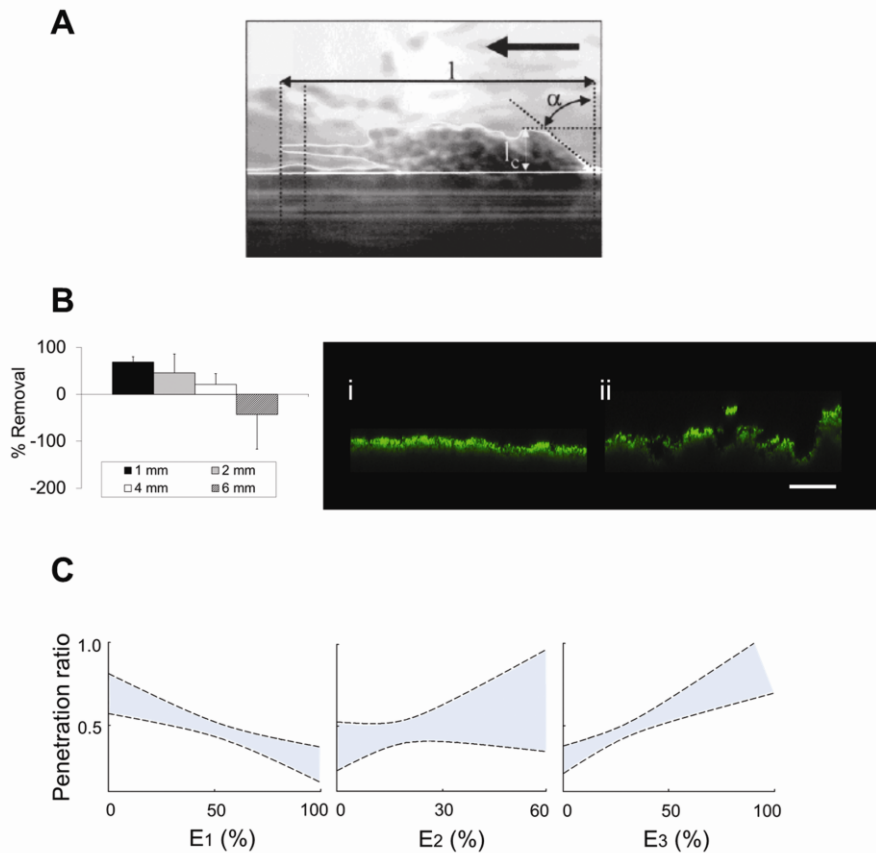 A
l
α
lc
B
100
0
-100
-200
% Removal
1 mm
2 mm
4 mm
6 mm
i
ii
C
Penetration ratio
1.0
0.5
0 50 100
E1 (%)
0 30 60
E2 (%)
0 50 100
E3 (%)